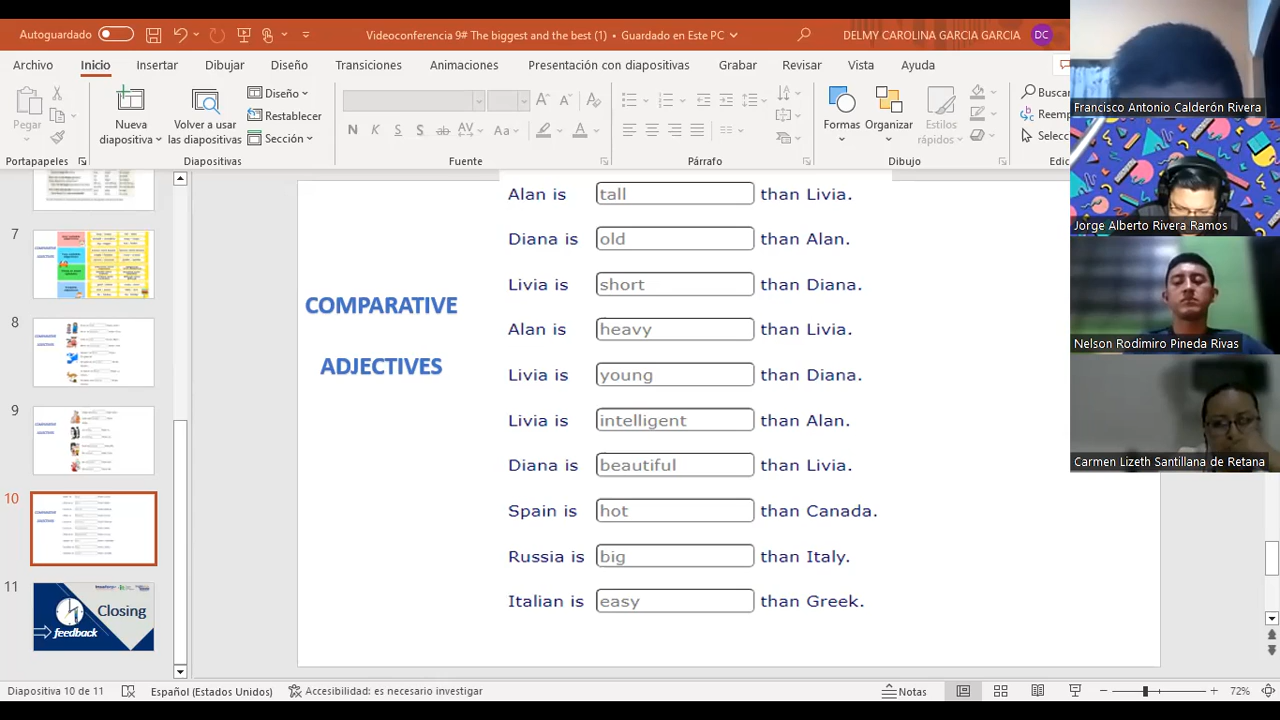 Autoguardado
Videoconferencia 9# The biggest and the best (1) • Guardado en Este PC
DELMY CAROLINA GARCIA GARCIA
DC
Archivo Inicio Insertar Dibujar Diseño Transiciones Animaciones Presentación con diapositivas Grabar Revisar Vista Ayuda
Pegar
Nueva diapositiva
Volver a usar las diapositivas
Diseño
Restablecer
Sección
Formas
Organizar
Estilos rápidos
Buscar
Reemp
Selecc
Portapapeles Diapositivas Fuente Párrafo Dibujo Edi
7
8
9
10
11
Closing
feedback
COMPARATIVE
ADJECTIVES
Alan is tall than Livia.
Diana is old than Alan.
Livia is short than Diana.
Alan is heavy than Livia.
Livia is young than Diana.
Livia is intelligent than Alan.
Diana is beautiful than Livia.
Spain is hot than Canada.
Russia is big than Italy.
Italian is easy than Greek.
Francisco Antonio Calderón Rivera
Jorge Alberto Rivera Ramos
Nelson Rodimiro Pineda Rivas
Carmen Lizeth Santillana de Retana
Diapositiva 10 de 11
Español (Estados Unidos)
Accesibilidad: es necesario investigar
Notas
72%